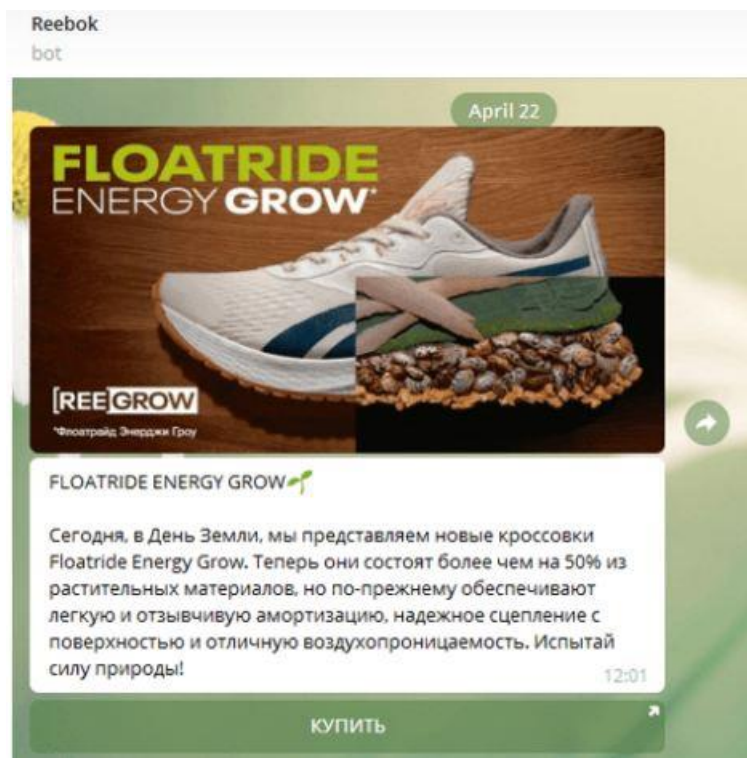 Reebok
bot
April 22
FLOATRIDE
ENERGY GROW*
[REE]GROW
*Флоатрайд Энерджи Гроу
FLOATRIDE ENERGY GROW🌱
Сегодня, в День Земли, мы представляем новые кроссовки
Floatride Energy Grow. Теперь они состоят более чем на 50% из
растительных материалов, но по-прежнему обеспечивают
легкую и отзывчивую амортизацию, надежное сцепление с
поверхностью и отличную воздухопроницаемость. Испытай
силу природы!
12:01
КУПИТЬ